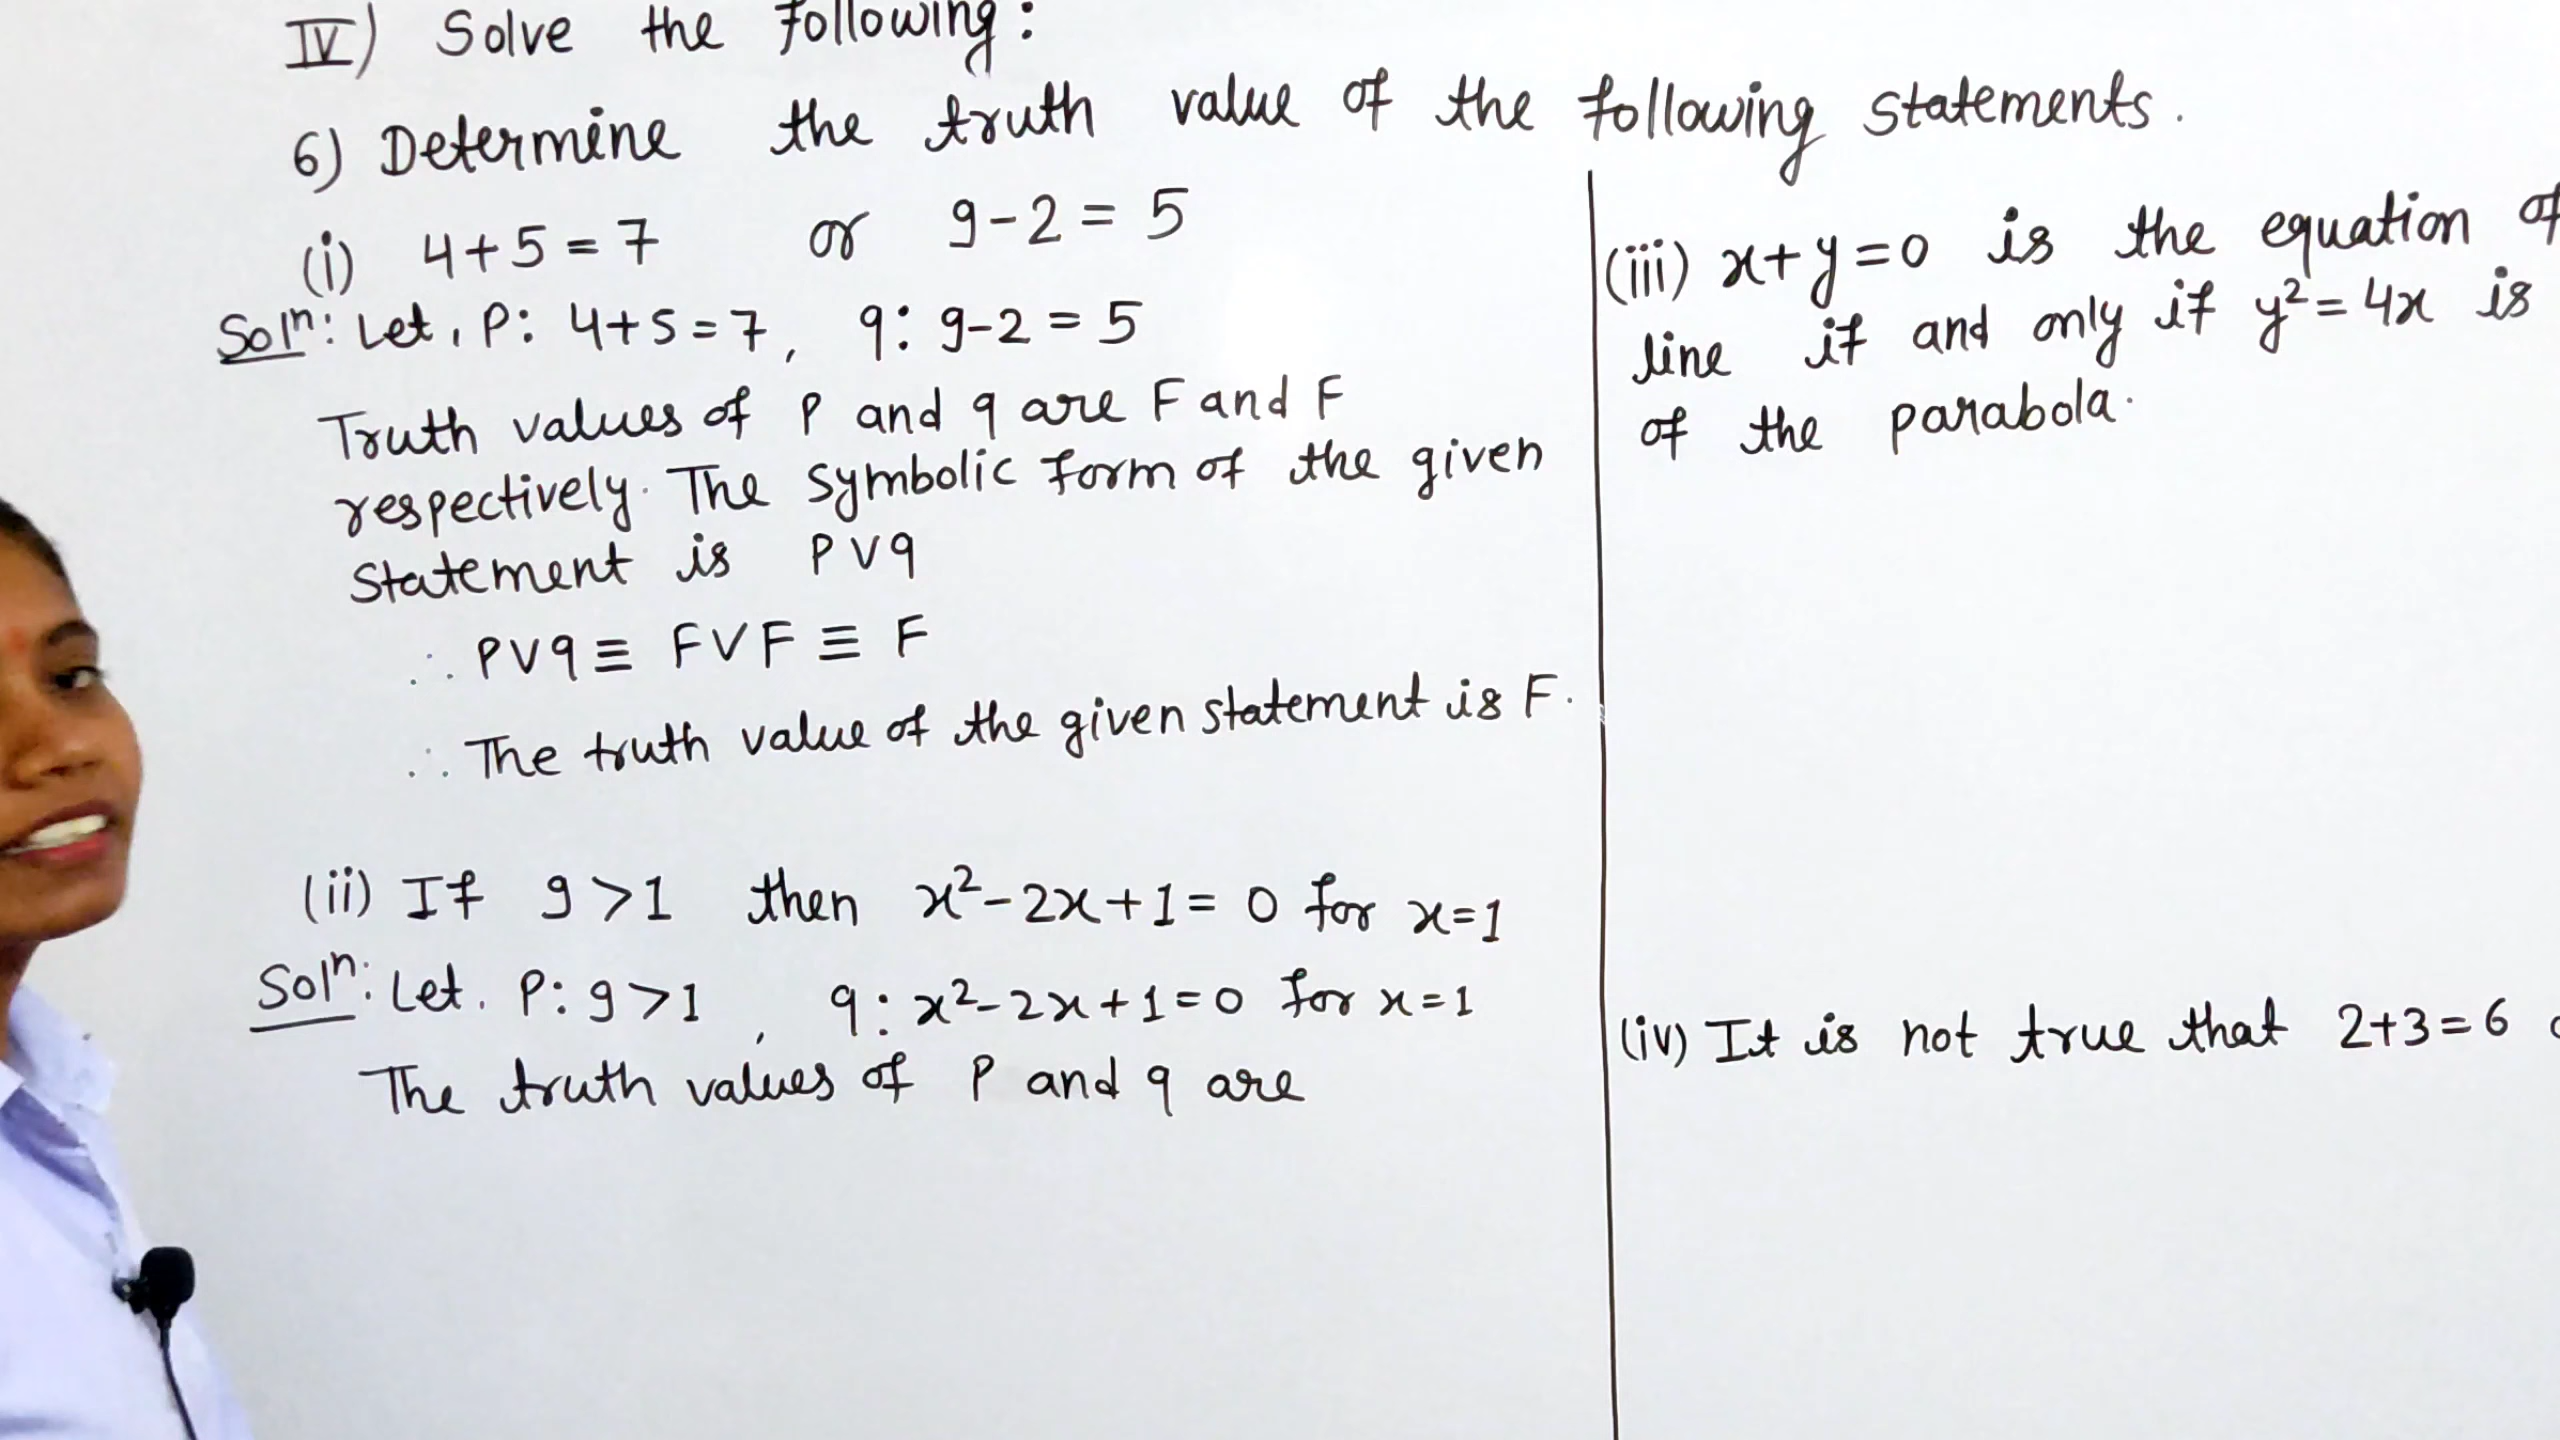 IV) Solve the following:
6) Determine the truth value of the following statements.
(i) 4+5=7 or 9-2=5
Solⁿ: Let, p: 4+5=7, q: 9-2=5
Truth values of p and q are F and F
respectively. The symbolic form of the given
statement is p∨q
∴ p∨q ≡ F∨F ≡ F
∴ The truth value of the given statement is F.
(ii) If 9>1 then x²-2x+1=0 for x=1
Solⁿ: Let. p: 9>1, q: x²-2x+1=0 for x=1
The truth values of p and q are
(iii) x+y=0 is the equation of
line if and only if y²=4x is
of the parabola.
(iv) It is not true that 2+3=6